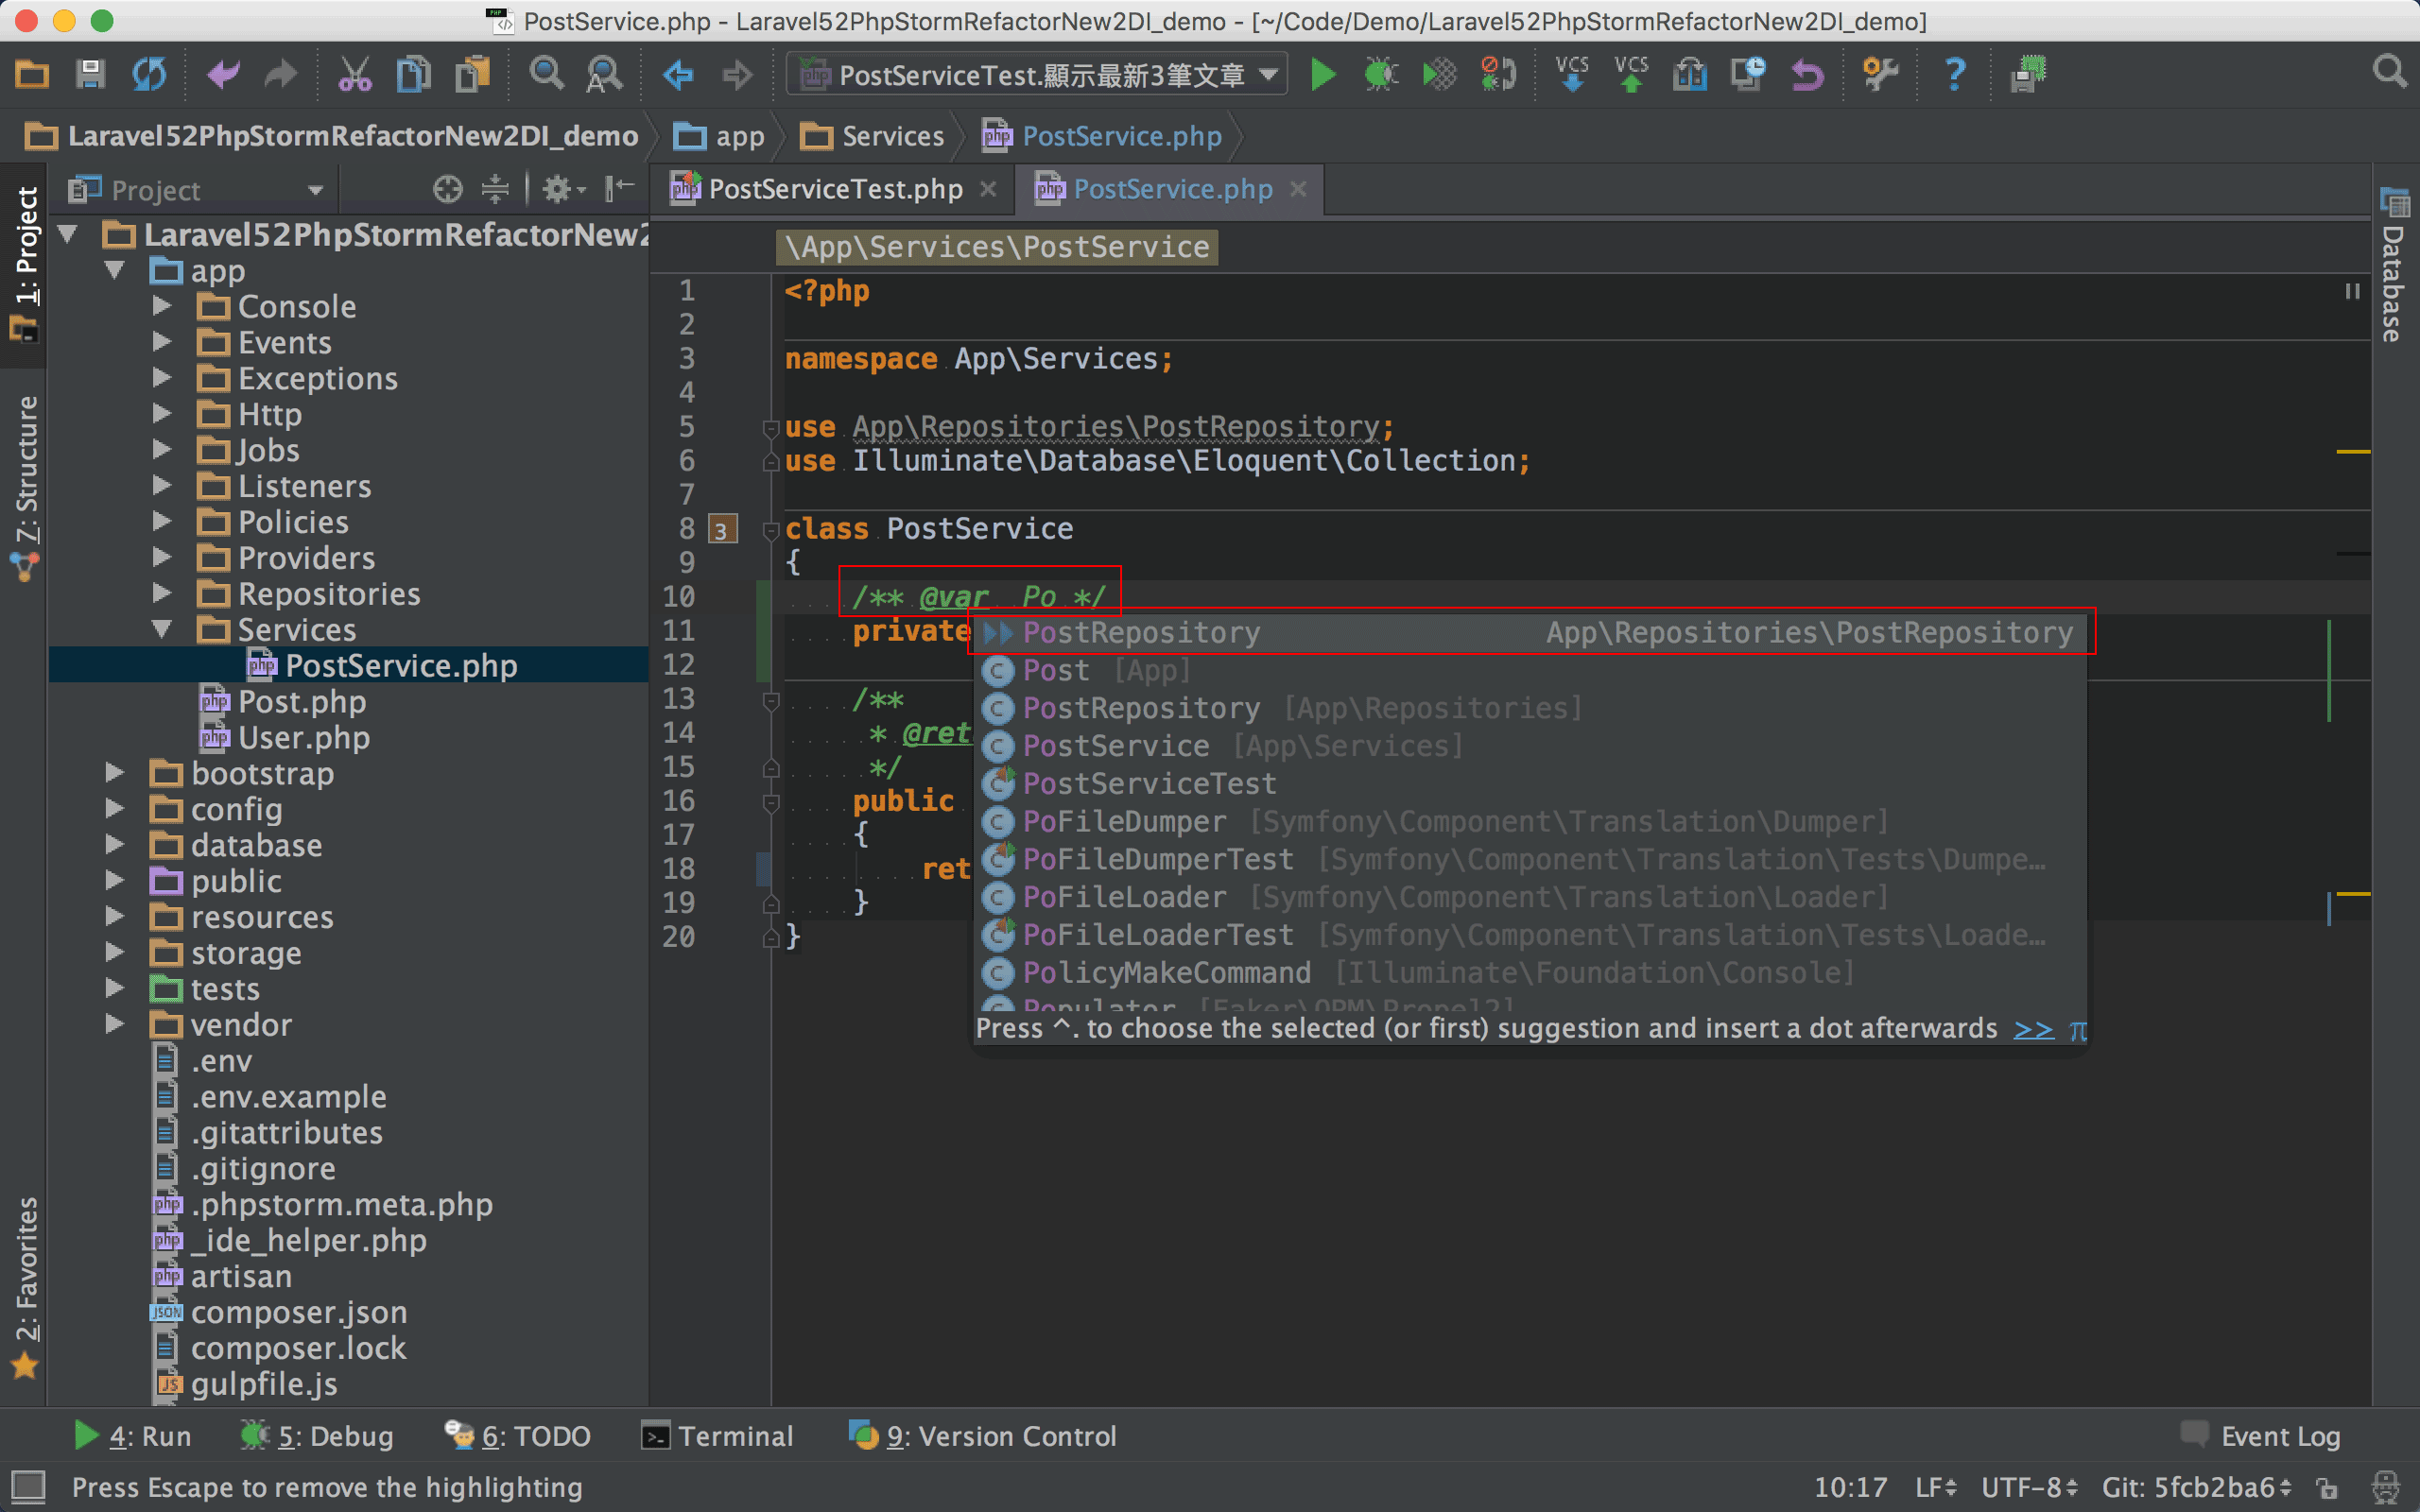 PostService.php - Laravel52PhpStormRefactorNew2DI_demo - [~/Code/Demo/Laravel52PhpStormRefactorNew2DI_demo]
PostServiceTest.顯示最新3筆文章
VCS VCS
Laravel52PhpStormRefactorNew2DI_demo app Services PostService.php
Project
PostServiceTest.php PostService.php
1: Project
7: Structure
2: Favorites
Database
Laravel52PhpStormRefactorNew2
app
Console
Events
Exceptions
Http
Jobs
Listeners
Policies
Providers
Repositories
Services
PostService.php
Post.php
User.php
bootstrap
config
database
public
resources
storage
tests
vendor
.env
.env.example
.gitattributes
.gitignore
.phpstorm.meta.php
_ide_helper.php
artisan
composer.json
composer.lock
gulpfile.js
\App\Services\PostService
1 <?php
2
3 namespace App\Services;
4
5 use App\Repositories\PostRepository;
6 use Illuminate\Database\Eloquent\Collection;
7
8 3 class PostService
9 {
10 /** @var Po */
11 private
12
13 /**
14 * @ret
15 */
16 public
17 {
18 ret
19 }
20 }
PostRepository App\Repositories\PostRepository
Post [App]
PostRepository [App\Repositories]
PostService [App\Services]
PostServiceTest
PoFileDumper [Symfony\Component\Translation\Dumper]
PoFileDumperTest [Symfony\Component\Translation\Tests\Dumpe…
PoFileLoader [Symfony\Component\Translation\Loader]
PoFileLoaderTest [Symfony\Component\Translation\Tests\Loade…
PolicyMakeCommand [Illuminate\Foundation\Console]
Populator [Faker\ORM\Propel2]
Press ^. to choose the selected (or first) suggestion and insert a dot afterwards >> π
4: Run 5: Debug 6: TODO Terminal 9: Version Control Event Log
Press Escape to remove the highlighting 10:17 LF UTF-8 Git: 5fcb2ba6